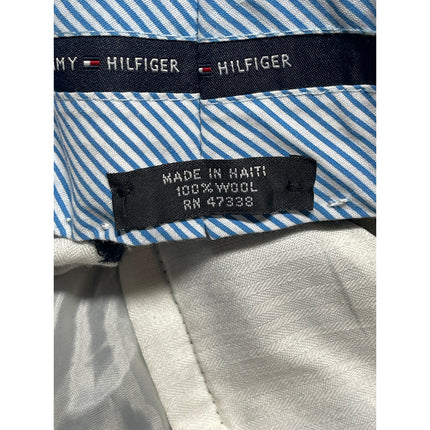 MY HILFIGER HILFIGER
MADE IN HAITI
100% WOOL
RN 47338